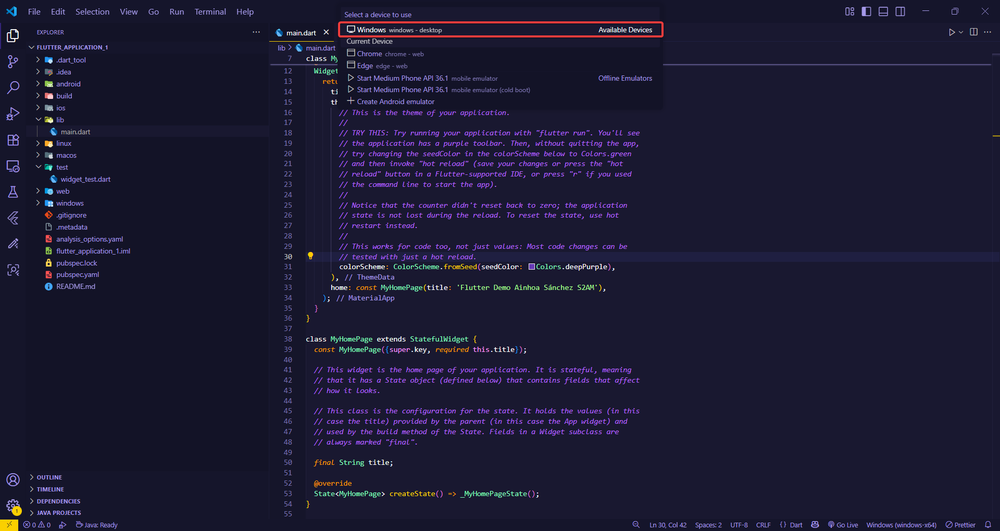 File Edit Selection View Go Run Terminal Help
Select a device to use
Windows windows - desktop Available Devices
Current Device
Chrome chrome - web
Edge edge - web
Start Medium Phone API 36.1 mobile emulator Offline Emulators
Start Medium Phone API 36.1 mobile emulator (cold boot)
Create Android emulator
EXPLORER
FLUTTER_APPLICATION_1
.dart_tool
.idea
android
build
ios
lib
main.dart
linux
macos
test
widget_test.dart
web
windows
.gitignore
.metadata
analysis_options.yaml
flutter_application_1.iml
pubspec.lock
pubspec.yaml
README.md
OUTLINE
TIMELINE
DEPENDENCIES
JAVA PROJECTS
main.dart
lib > main.dart
7 class My
12 Widget
13 retu
14 ti
15 th
16 // This is the theme of your application.
17 //
18 // TRY THIS: Try running your application with "flutter run". You'll see
19 // the application has a purple toolbar. Then, without quitting the app,
20 // try changing the seedColor in the colorScheme below to Colors.green
21 // and then invoke "hot reload" (save your changes or press the "hot
22 // reload" button in a Flutter-supported IDE, or press "r" if you used
23 // the command line to start the app).
24 //
25 // Notice that the counter didn't reset back to zero; the application
26 // state is not lost during the reload. To reset the state, use hot
27 // restart instead.
28 //
29 // This works for code too, not just values: Most code changes can be
30 // tested with just a hot reload.
31 colorScheme: ColorScheme.fromSeed(seedColor: Colors.deepPurple),
32 ), // ThemeData
33 home: const MyHomePage(title: 'Flutter Demo Ainhoa Sánchez S2AM'),
34 ); // MaterialApp
35 }
36 }
37
38 class MyHomePage extends StatefulWidget {
39 const MyHomePage({super.key, required this.title});
40
41 // This widget is the home page of your application. It is stateful, meaning
42 // that it has a State object (defined below) that contains fields that affect
43 // how it looks.
44
45 // This class is the configuration for the state. It holds the values (in this
46 // case the title) provided by the parent (in this case the App widget) and
47 // used by the build method of the State. Fields in a Widget subclass are
48 // always marked "final".
49
50 final String title;
51
52 @override
53 State<MyHomePage> createState() => _MyHomePageState();
54 }
55
1
0 0 Java: Ready
Ln 30, Col 42 Spaces: 2 UTF-8 CRLF {} Dart Go Live Windows (windows-x64) Prettier